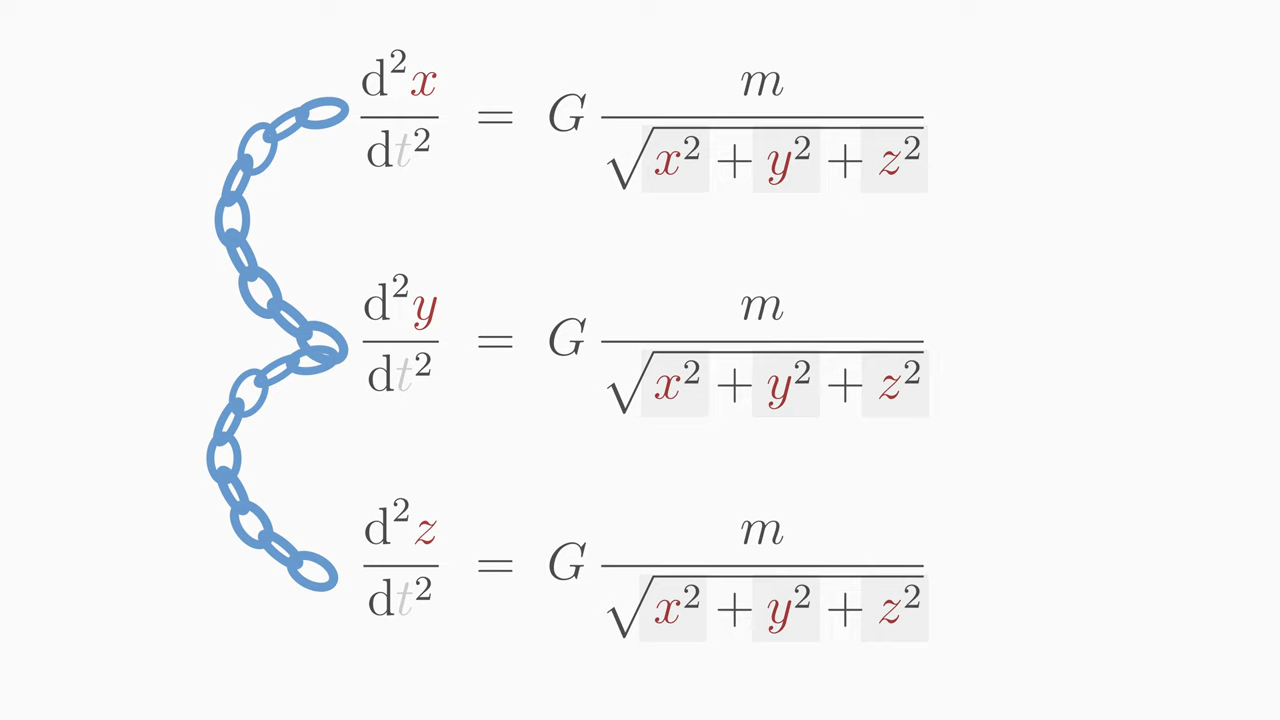 d²x/dt² = G m/√(x² + y² + z²)
d²y/dt² = G m/√(x² + y² + z²)
d²z/dt² = G m/√(x² + y² + z²)